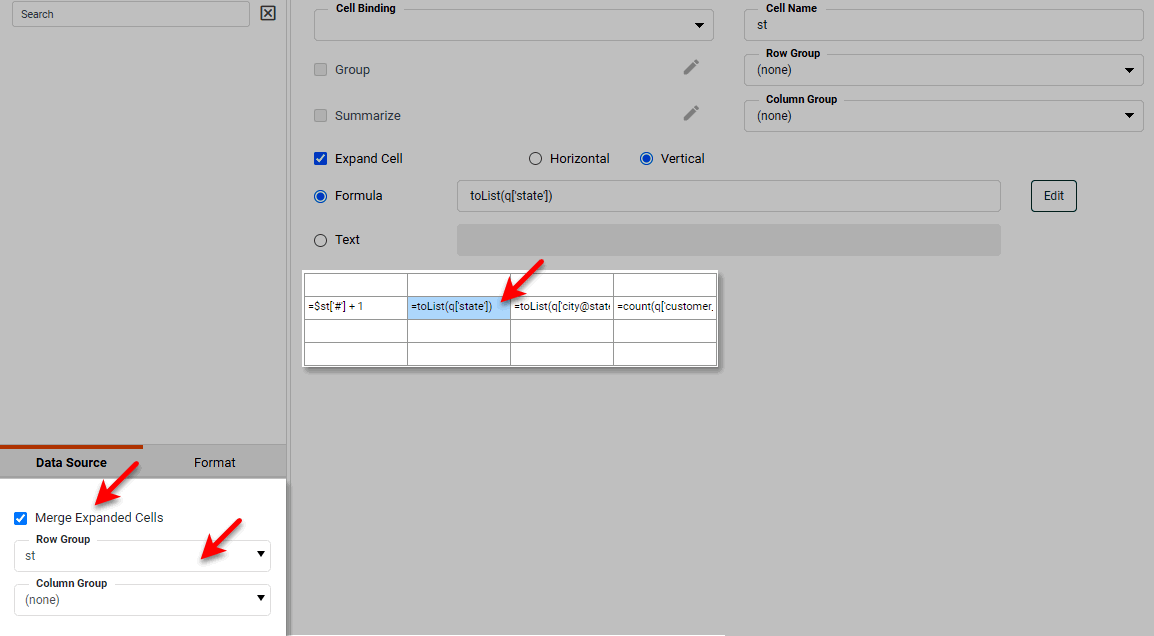 Search
Cell Binding
Cell Name
st
Group
Row Group
(none)
Summarize
Column Group
(none)
Expand Cell
Horizontal
Vertical
Formula
toList(q['state'])
Edit
Text
=$st['#'] + 1
=toList(q['state'])
=toList(q['city@state
=count(q['customer_
Data Source
Format
Merge Expanded Cells
Row Group
st
Column Group
(none)